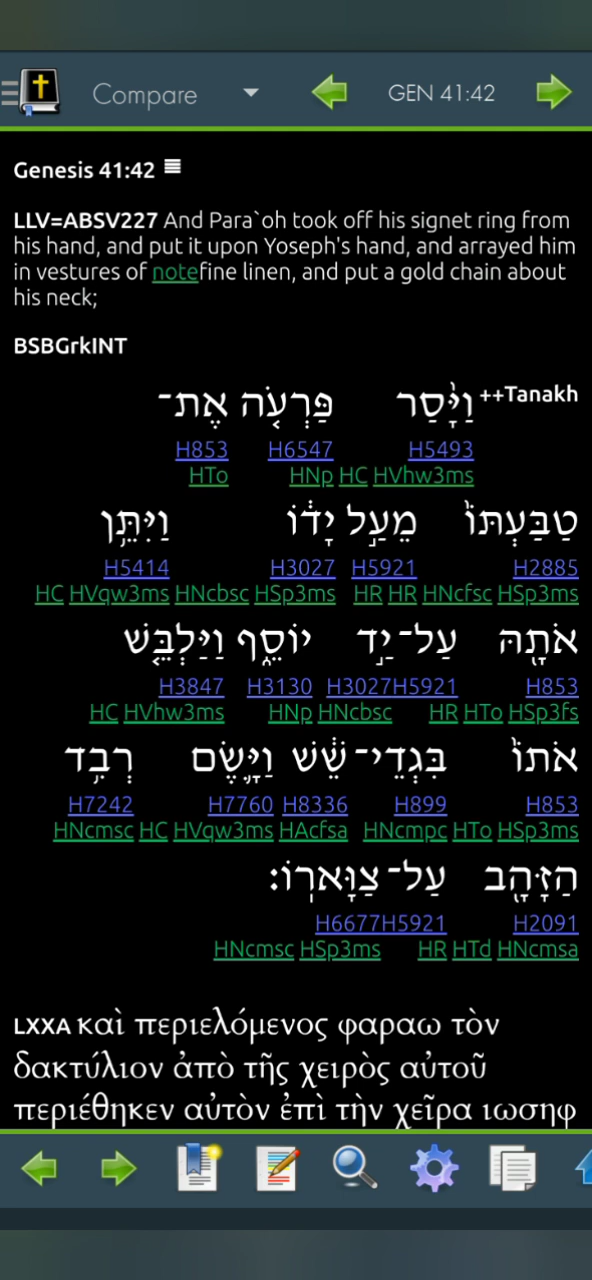 Compare GEN 41:42
Genesis 41:42
LLV=ABSV227 And Para`oh took off his signet ring from
his hand, and put it upon Yoseph's hand, and arrayed him
in vestures of notefine linen, and put a gold chain about
his neck;
BSBGrkINT
++Tanakh וַיָּ֨סַר פַּרְעֹ֤ה אֶת־
H853 H6547 H5493
HTo HNp HC HVhw3ms
טַבַּעְתּוֹ֙ מֵעַ֣ל יָד֔וֹ וַיִּתֵּ֥ן
H5414 H3027 H5921 H2885
HC HVqw3ms HNcbsc HSp3ms HR HR HNcfsc HSp3ms
אֹתָ֖הּ עַל־ יַ֣ד יוֹסֵ֑ף וַיַּלְבֵּ֤שׁ
H3847 H3130 H3027H5921 H853
HC HVhw3ms HNp HNcbsc HR HTo HSp3fs
אֹתוֹ֙ בִּגְדֵי־ שֵׁ֔שׁ וַיָּ֛שֶׂם רְבִ֥ד
H7242 H7760 H8336 H899 H853
HNcmsc HC HVqw3ms HAcfsa HNcmpc HTo HSp3ms
הַזָּהָ֖ב עַל־ צַוָּארֽוֹ׃
H6677H5921 H2091
HNcmsc HSp3ms HR HTd HNcmsa
LXXA καὶ περιελόμενος φαραω τὸν
δακτύλιον ἀπὸ τῆς χειρὸς αὐτοῦ
περιέθηκεν αὐτὸν ἐπὶ τὴν χεῖρα ιωσηφ